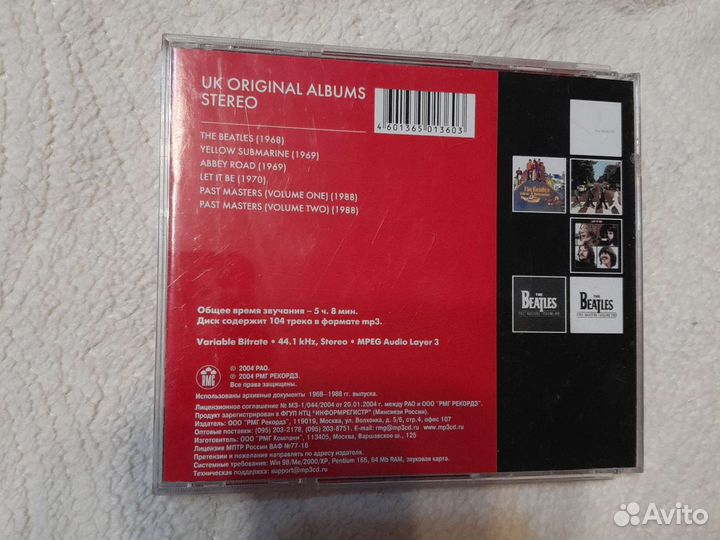 UK ORIGINAL ALBUMS
STEREO
4 601365 013603
THE BEATLES (1968)
YELLOW SUBMARINE (1969)
ABBEY ROAD (1969)
LET IT BE (1970)
PAST MASTERS (VOLUME ONE) (1988)
PAST MASTERS (VOLUME TWO) (1988)
Общее время звучания – 5 ч. 8 мин.
Диск содержит 104 трека в формате mp3.
Variable Bitrate • 44.1 kHz, Stereo • MPEG Audio Layer 3
RMG
© 2004 РАО.
℗ 2004 РМГ РЕКОРДЗ.
Все права защищены.
Использованы архивные документы 1968–1988 гг. выпуска.
Лицензионное соглашение № МЗ-1/044/2004 от 20.01.2004 г. между РАО и ООО "РМГ РЕКОРДЗ".
Продукт зарегистрирован в ФГУП НТЦ "ИНФОРМРЕГИСТР" (Минсвязи России).
Издатель: ООО "РМГ Рекордз", 119019, Москва, ул. Волхонка, д. 5/6, стр.4, офис 107
Оптовые поставки: (095) 203-2178, (095) 203-8751. E-mail: rmg@mp3cd.ru www.mp3cd.ru
Изготовитель: ООО "РМГ Компани", 113405, Москва, Варшавское ш., 125
Лицензия МПТР России ВАФ №77-18
Претензии и пожелания направлять по адресу издателя.
Системные требования: Win 98/Me/2000/XP, Pentium 166, 64 Mb RAM, звуковая карта.
Техническая поддержка: support@mp3cd.ru
The Beatles
THE
BEATLES
THE
BEATLES
Avito